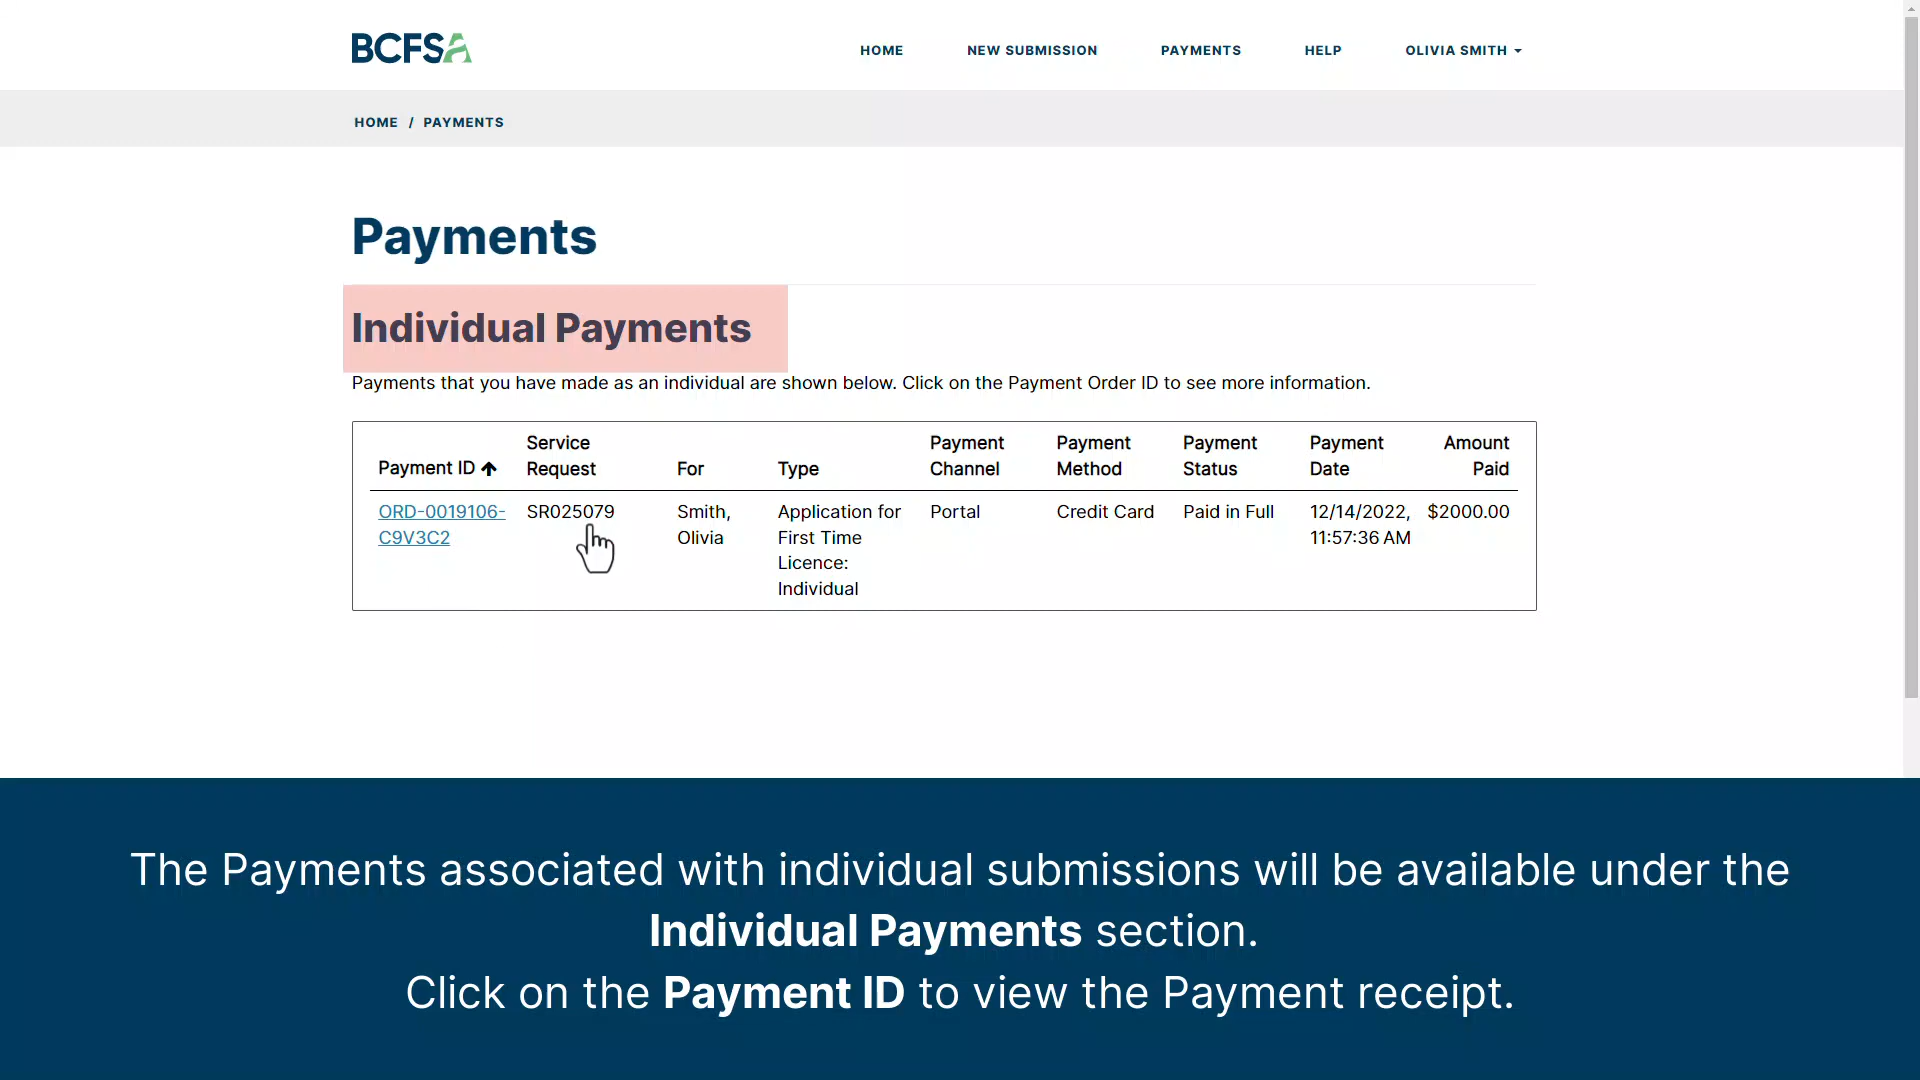 BCFSA
HOME NEW SUBMISSION PAYMENTS HELP OLIVIA SMITH
HOME / PAYMENTS
Payments
Individual Payments
Payments that you have made as an individual are shown below. Click on the Payment Order ID to see more information.
Service Payment Payment Payment Payment Amount
Payment ID Request For Type Channel Method Status Date Paid
ORD-0019106- SR025079 Smith, Application for Portal Credit Card Paid in Full 12/14/2022, $2000.00
C9V3C2 Olivia First Time 11:57:36 AM
Licence:
Individual
The Payments associated with individual submissions will be available under the
Individual Payments section.
Click on the Payment ID to view the Payment receipt.